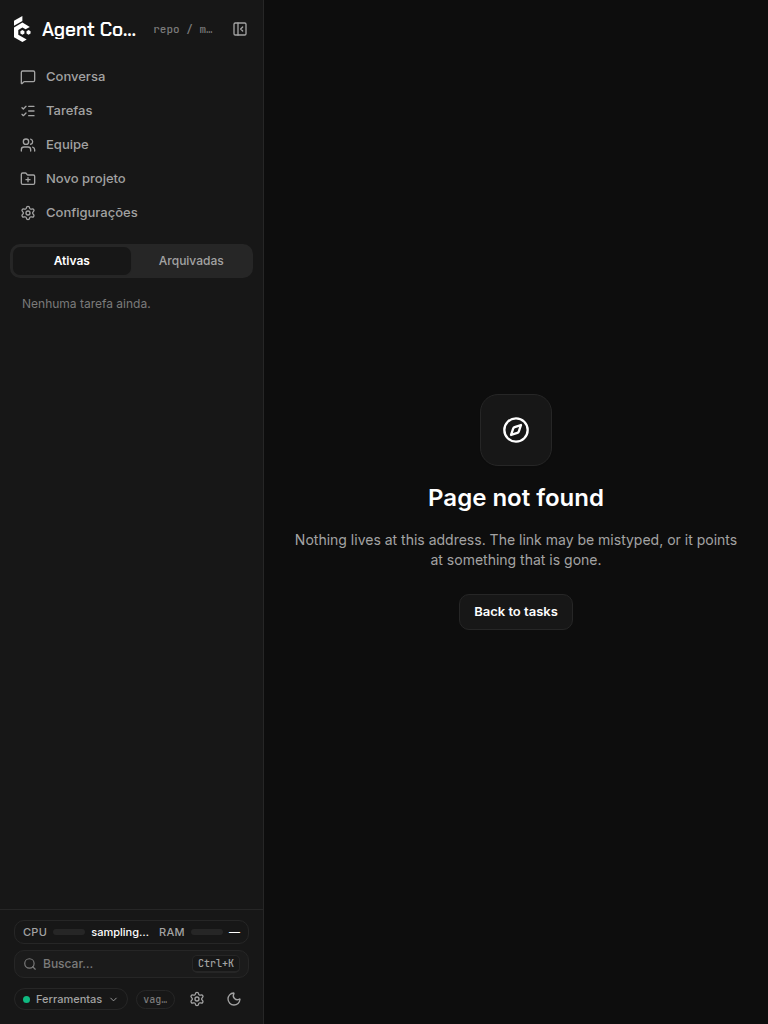 Agent Co...
repo / m…
Conversa
Tarefas
Equipe
Novo projeto
Configurações
Ativas
Arquivadas
Nenhuma tarefa ainda.
Page not found
Nothing lives at this address. The link may be mistyped, or it points
at something that is gone.
Back to tasks
CPU
sampling…
RAM
—
Buscar...
Ctrl+K
Ferramentas
vag…